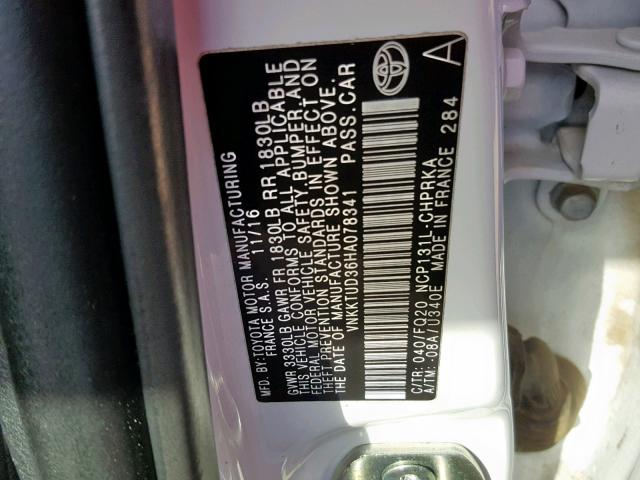 MFD. BY: TOYOTA MOTOR MANUFACTURING
FRANCE S.A.S. 11/16
GVWR 3330LB GAWR FR 1830LB RR 1830LB
THIS VEHICLE CONFORMS TO ALL APPLICABLE
FEDERAL MOTOR VEHICLE SAFETY, BUMPER, AND
THEFT PREVENTION STANDARDS IN EFFECT ON
THE DATE OF MANUFACTURE SHOWN ABOVE.
VNKKTUD36HA078341 PASS. CAR
C/TR: 040/FQ20 NCP131L-CHPRKA
A/TM: -08A/U340E MADE IN FRANCE 284
A